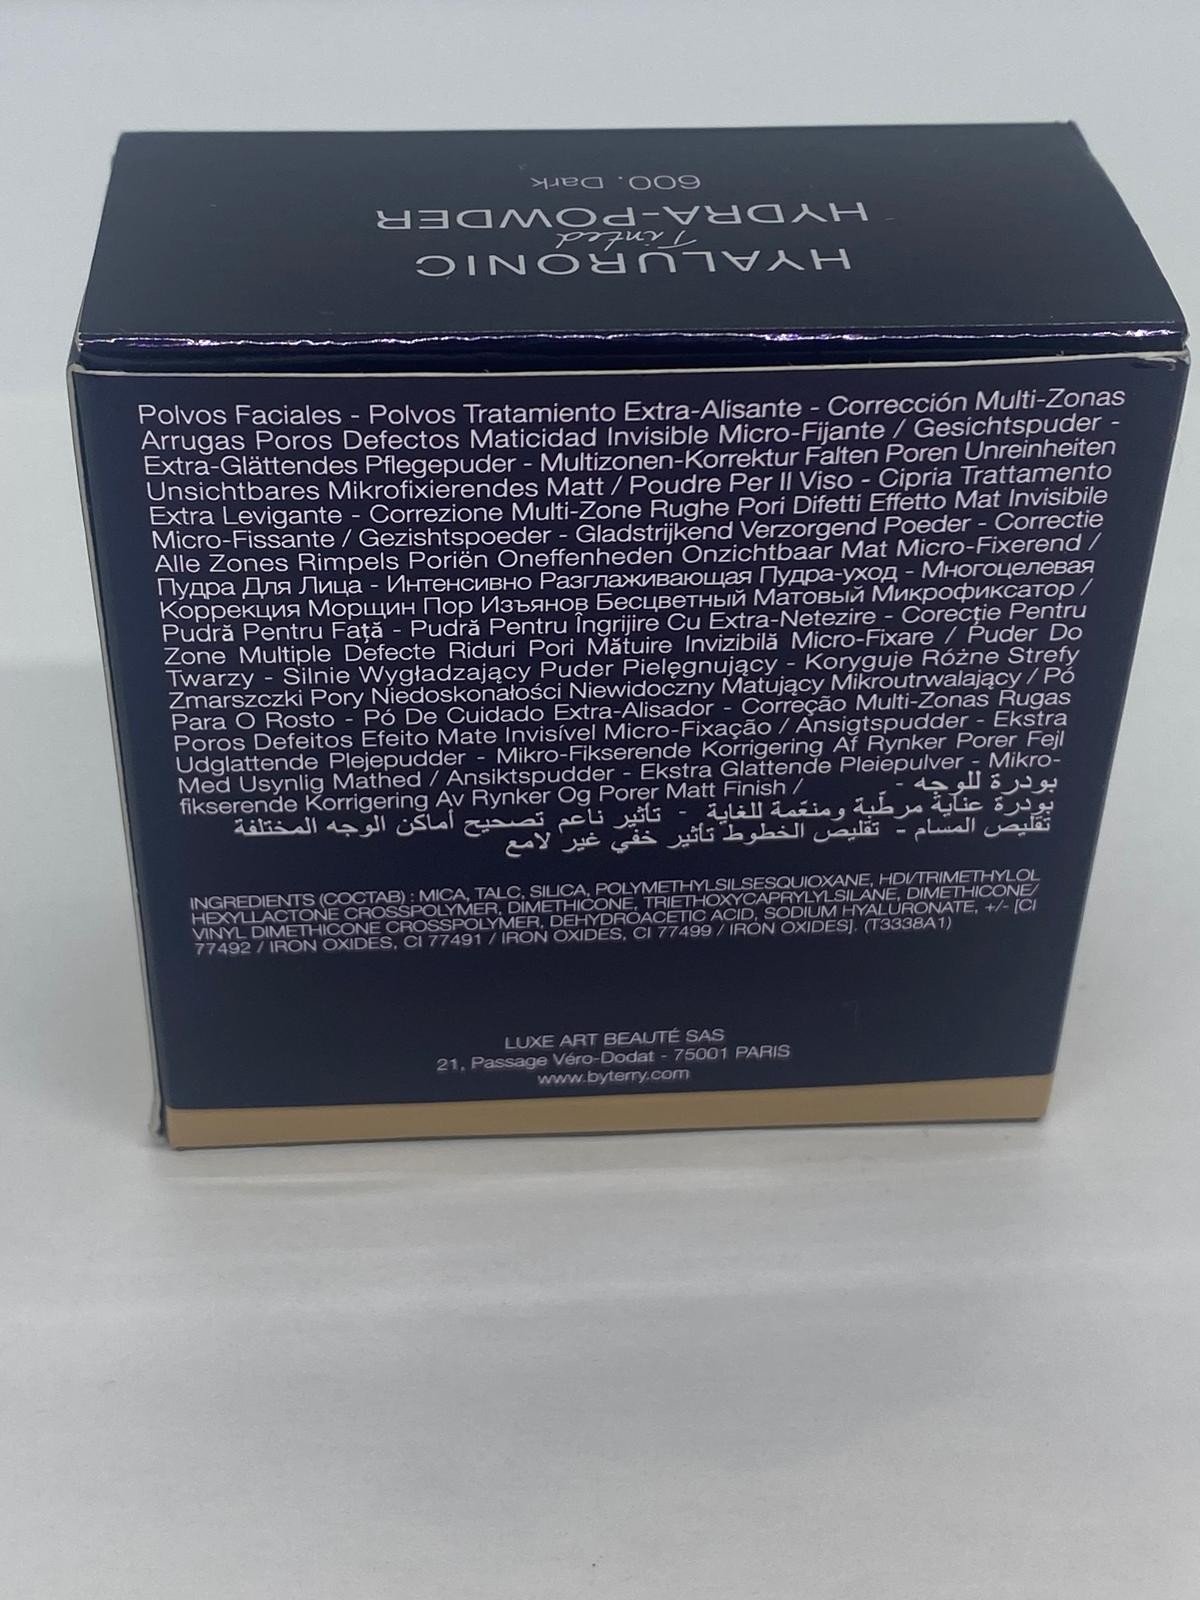 HYALURONIC
Tinted
HYDRA-POWDER
600. Dark
Polvos Faciales - Polvos Tratamiento Extra-Alisante - Corrección Multi-Zonas
Arrugas Poros Defectos Maticidad Invisible Micro-Fijante / Gesichtspuder -
Extra-Glättendes Pflegepuder - Multizonen-Korrektur Falten Poren Unreinheiten
Unsichtbares Mikrofixierendes Matt / Poudre Per Il Viso - Cipria Trattamento
Extra Levigante - Correzione Multi-Zone Rughe Pori Difetti Effetto Mat Invisibile
Micro-Fissante / Gezishtspoeder - Gladstrijkend Verzorgend Poeder - Correctie
Alle Zones Rimpels Poriën Oneffenheden Onzichtbaar Mat Micro-Fixerend /
Пудра Для Лица - Интенсивно Разглаживающая Пудра-уход - Многоцелевая
Коррекция Морщин Пор Изъянов Бесцветный Матовый Микрофиксатор /
Pudră Pentru Faţă - Pudră Pentru Îngrijire Cu Extra-Netezire - Corecţie Pentru
Zone Multiple Defecte Riduri Pori Mătuire Invizibilă Micro-Fixare / Puder Do
Twarzy - Silnie Wygładzający Puder Pielęgnujący - Koryguje Różne Strefy
Zmarszczki Pory Niedoskonałości Niewidoczny Matujący Mikroutrwalający / Pó
Para O Rosto - Pó De Cuidado Extra-Alisador - Correção Multi-Zonas Rugas
Poros Defeitos Efeito Mate Invisível Micro-Fixação / Ansigtspudder - Ekstra
Udglattende Plejepudder - Mikro-Fikserende Korrigering Af Rynker Porer Fejl
Med Usynlig Mathed / Ansiktspudder - Ekstra Glattende Pleiepulver - Mikro-
fikserende Korrigering Av Rynker Og Porer Matt Finish / بودرة للوجه -
بودرة عناية مرطّبة ومنعّمة للغاية - تأثير ناعم تصحيح أماكن الوجه المختلفة
تقليص المسام - تقليص الخطوط تأثير خفي غير لامع
INGREDIENTS (COCTAB) : MICA, TALC, SILICA, POLYMETHYLSILSESQUIOXANE, HDI/TRIMETHYLOL
HEXYLLACTONE CROSSPOLYMER, DIMETHICONE, TRIETHOXYCAPRYLYLSILANE, DIMETHICONE/
VINYL DIMETHICONE CROSSPOLYMER, DEHYDROACETIC ACID, SODIUM HYALURONATE, +/- [CI
77492 / IRON OXIDES, CI 77491 / IRON OXIDES, CI 77499 / IRON OXIDES]. (T3338A1)
LUXE ART BEAUTÉ SAS
21, Passage Véro-Dodat - 75001 PARIS
www.byterry.com